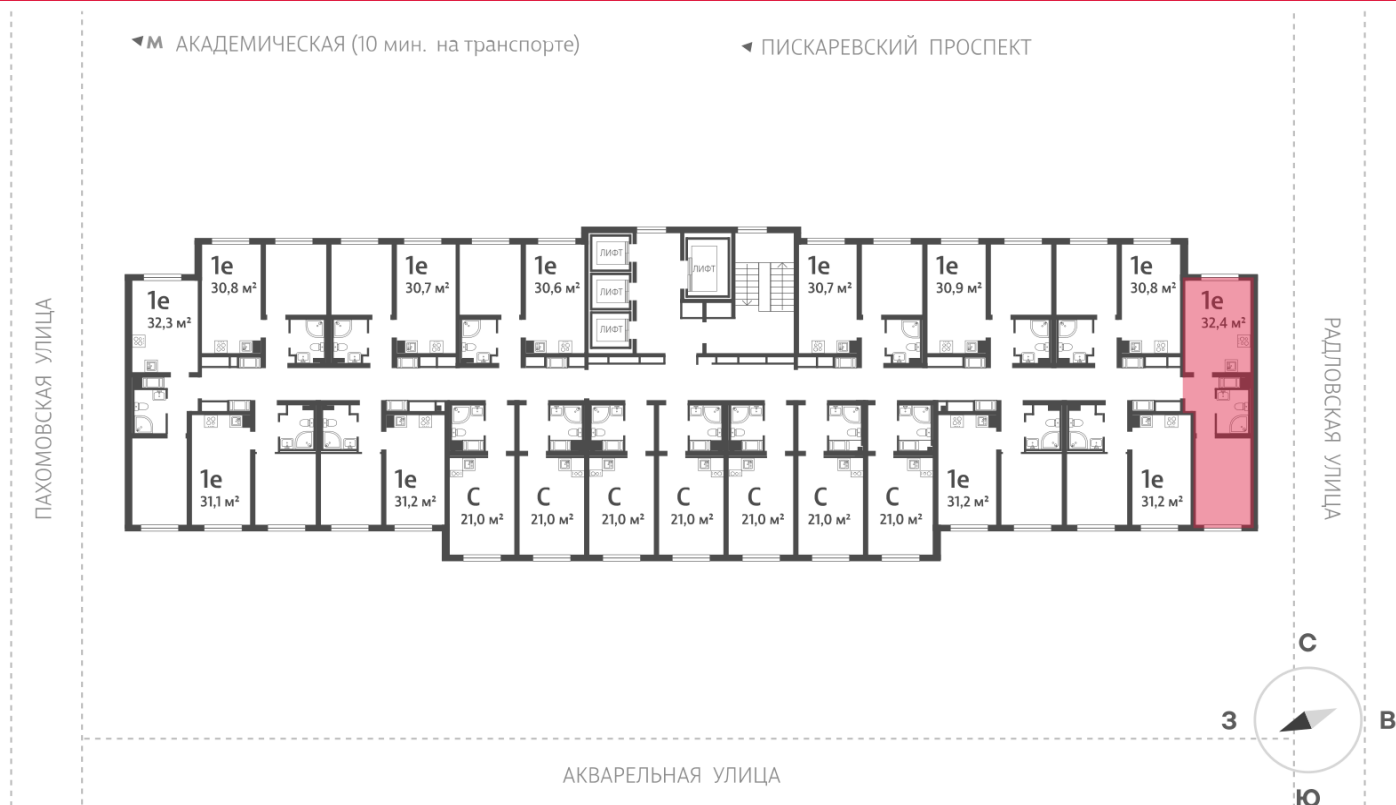 М АКАДЕМИЧЕСКАЯ (10 мин. на транспорте)
ПИСКАРЕВСКИЙ ПРОСПЕКТ
ПАХОМОВСКАЯ УЛИЦА
1е
32,3 м²
1е
30,8 м²
1е
30,7 м²
1е
30,6 м²
ЛИФТ
ЛИФТ
ЛИФТ
ЛИФТ
1е
30,7 м²
1е
30,9 м²
1е
30,8 м²
1е
32,4 м²
РАДЛОВСКАЯ УЛИЦА
1е
31,1 м²
1е
31,2 м²
С
21,0 м²
С
21,0 м²
С
21,0 м²
С
21,0 м²
С
21,0 м²
С
21,0 м²
С
21,0 м²
1е
31,2 м²
1е
31,2 м²
С
З
В
Ю
АКВАРЕЛЬНАЯ УЛИЦА